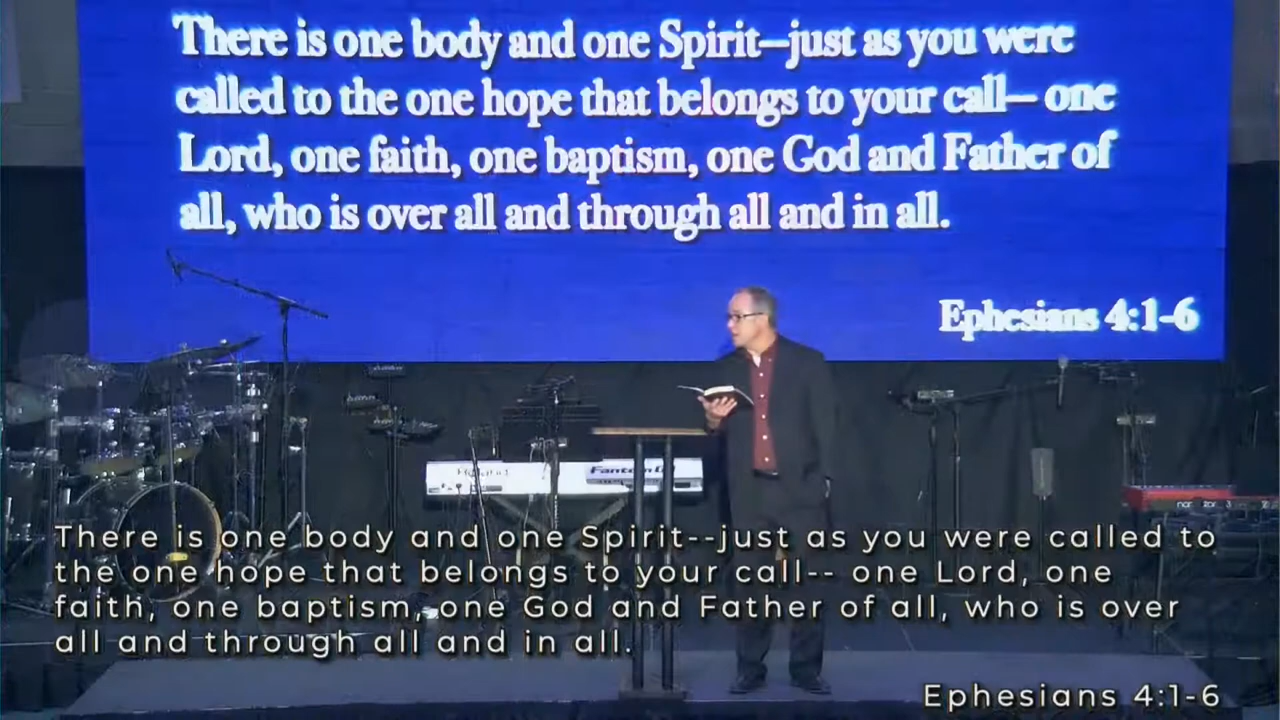 There is one body and one Spirit—just as you were
called to the one hope that belongs to your call— one
Lord, one faith, one baptism, one God and Father of
all, who is over all and through all and in all.
Ephesians 4:1-6
Roland
Fantom
nord
There is one body and one Spirit--just as you were called to
the one hope that belongs to your call-- one Lord, one
faith, one baptism, one God and Father of all, who is over
all and through all and in all.
Ephesians 4:1-6